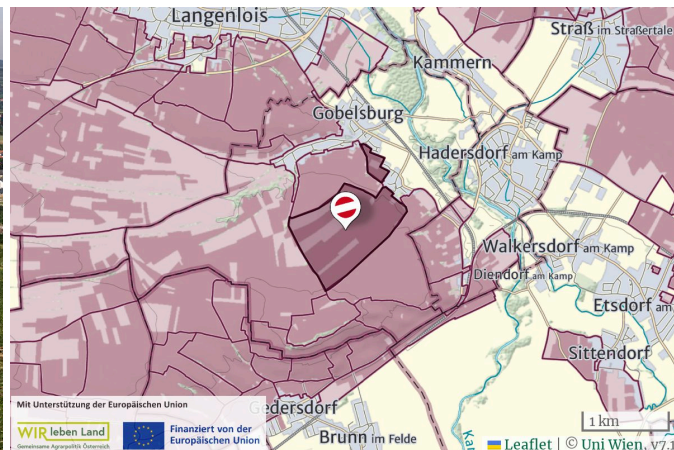 Langenlois
Straß im Straßertale
Kammern
Gobelsburg
Hadersdorf am Kamp
Walkersdorf am Kamp
Diendorf am Kamp
Etsdorf am
Sittendorf
Gedersdorf
Brunn im Felde
Kam
1 km
Mit Unterstützung der Europäischen Union
WIR leben Land
Gemeinsame Agrarpolitik Österreich
Finanziert von der
Europäischen Union
Leaflet | © Uni Wien, v7.1